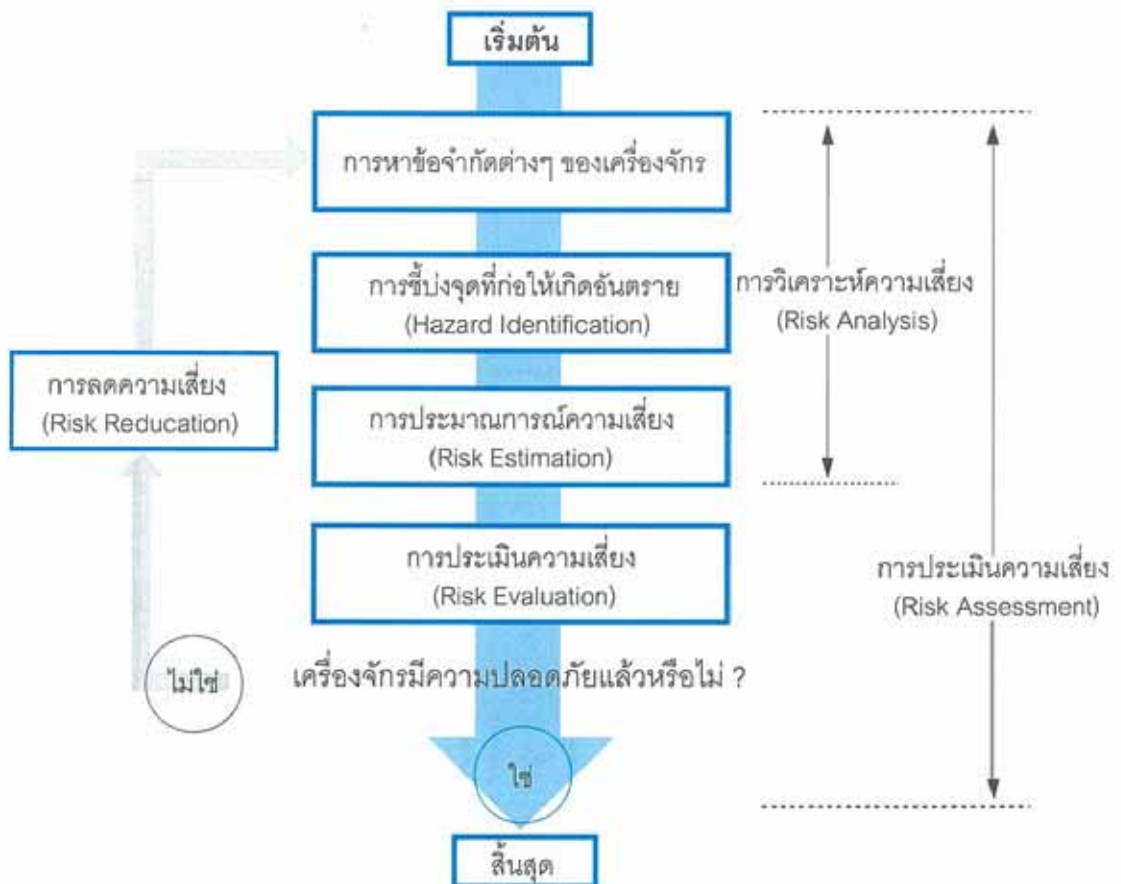 เริ่มต้น
การหาข้อจำกัดต่างๆ ของเครื่องจักร
การชี้บ่งจุดที่ก่อให้เกิดอันตราย
(Hazard Identification)
การวิเคราะห์ความเสี่ยง
(Risk Analysis)
การลดความเสี่ยง
(Risk Reducation)
การประมาณการณ์ความเสี่ยง
(Risk Estimation)
การประเมินความเสี่ยง
(Risk Evaluation)
การประเมินความเสี่ยง
(Risk Assessment)
ไม่ใช่
เครื่องจักรมีความปลอดภัยแล้วหรือไม่ ?
ใช่
สิ้นสุด